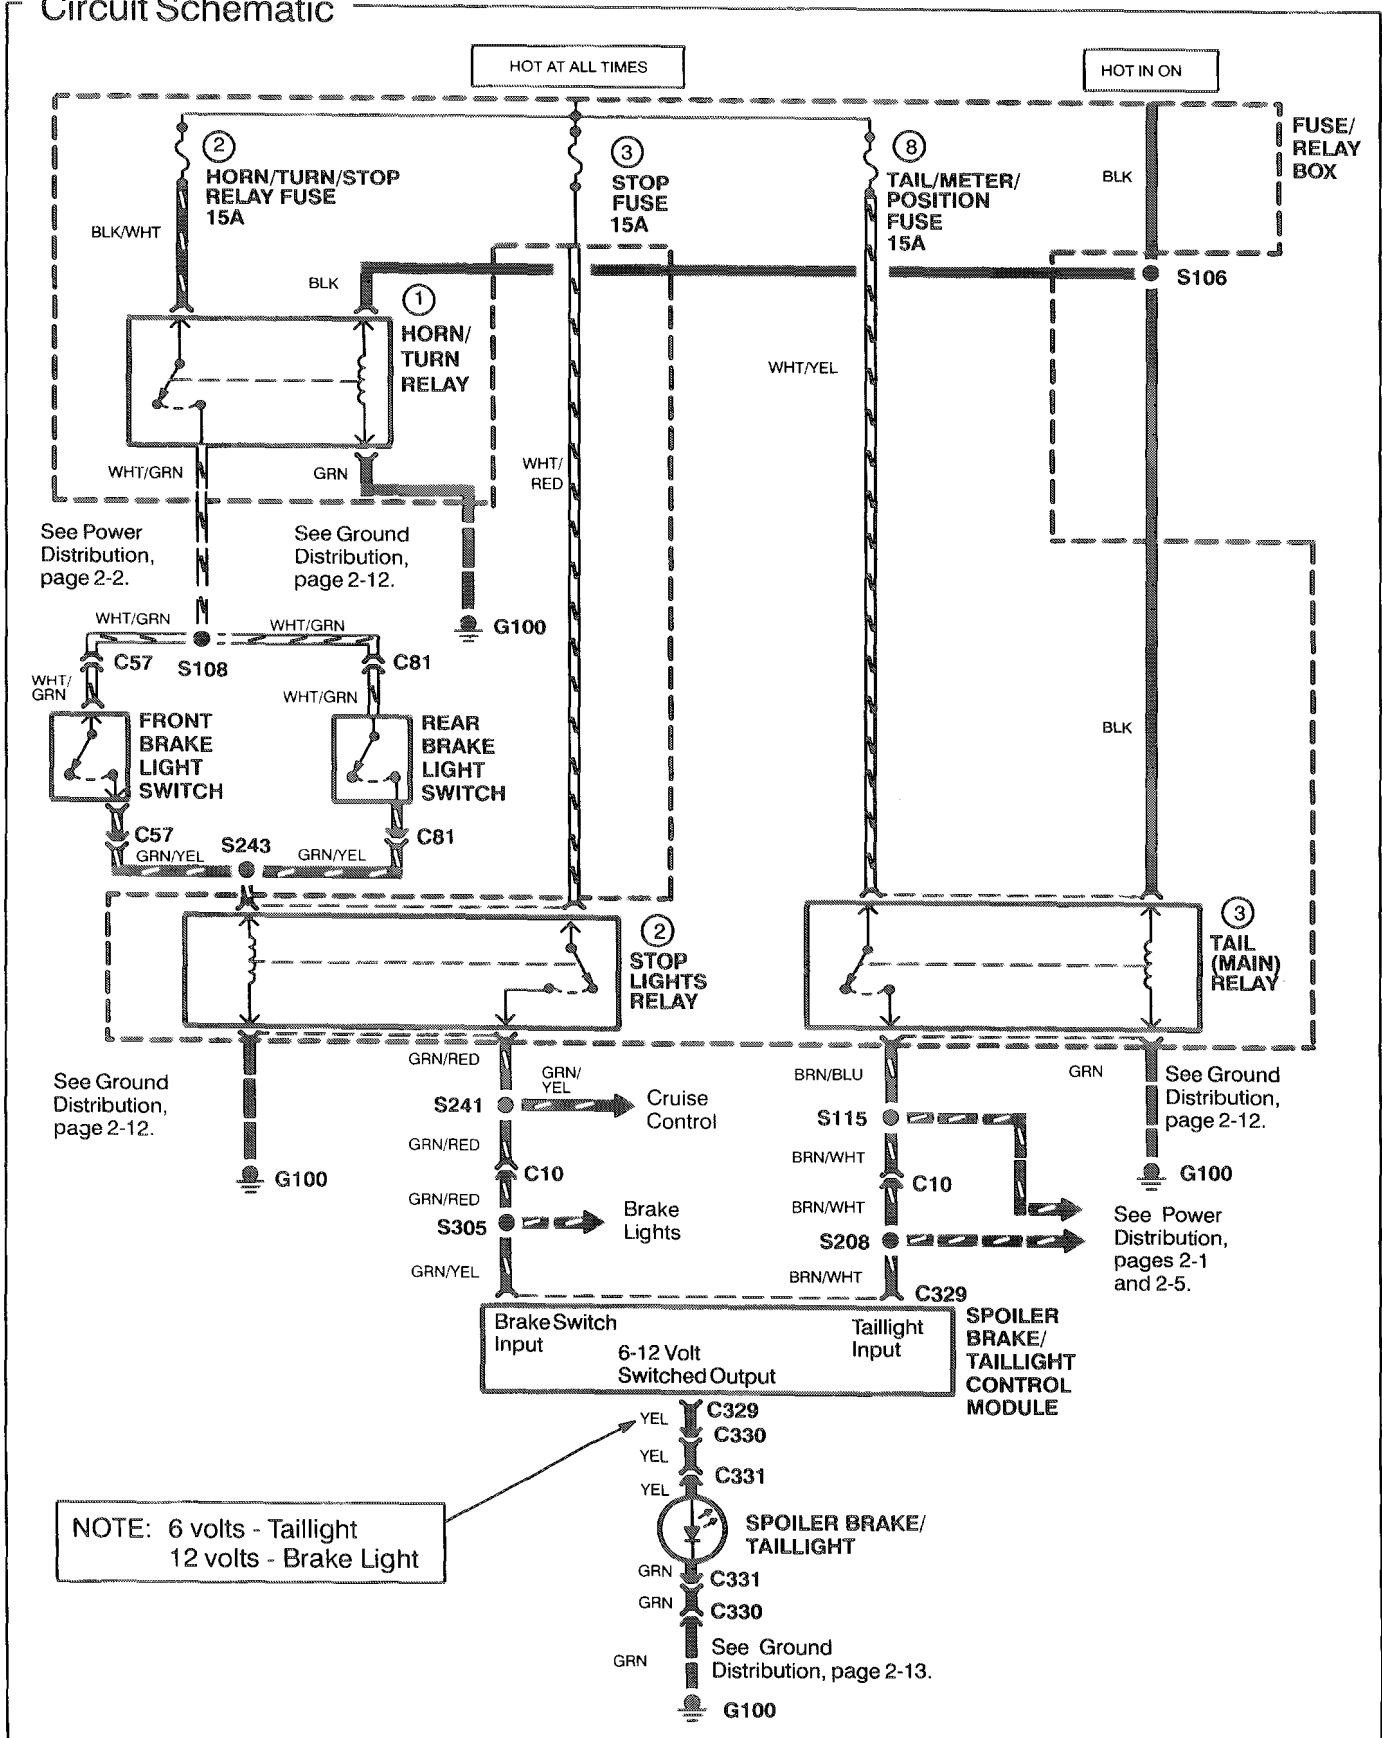 Circuit Schematic
HOT AT ALL TIMES
HOT IN ON
FUSE/
RELAY
BOX
2
HORN/TURN/STOP
RELAY FUSE
15A
3
STOP
FUSE
15A
8
TAIL/METER/
POSITION
FUSE
15A
BLK
BLK/WHT
BLK
S106
1
HORN/
TURN
RELAY
WHT/YEL
WHT/GRN
GRN
WHT/
RED
See Power
Distribution,
page 2-2.
See Ground
Distribution,
page 2-12.
G100
WHT/GRN
WHT/GRN
C57
S108
C81
WHT/
GRN
WHT/GRN
FRONT
BRAKE
LIGHT
SWITCH
REAR
BRAKE
LIGHT
SWITCH
BLK
C57
S243
C81
GRN/YEL
GRN/YEL
2
STOP
LIGHTS
RELAY
3
TAIL
(MAIN)
RELAY
See Ground
Distribution,
page 2-12.
G100
GRN/RED
GRN/
YEL
S241
Cruise
Control
GRN/RED
C10
GRN/RED
S305
Brake
Lights
GRN/YEL
BRN/BLU
GRN
See Ground
Distribution,
page 2-12.
S115
BRN/WHT
C10
G100
BRN/WHT
S208
See Power
Distribution,
pages 2-1
and 2-5.
BRN/WHT
C329
Brake Switch
Input
6-12 Volt
Switched Output
Taillight
Input
SPOILER
BRAKE/
TAILLIGHT
CONTROL
MODULE
YEL
C329
C330
YEL
C331
YEL
NOTE: 6 volts - Taillight
12 volts - Brake Light
SPOILER BRAKE/
TAILLIGHT
GRN
C331
GRN
C330
GRN
See Ground
Distribution, page 2-13.
G100